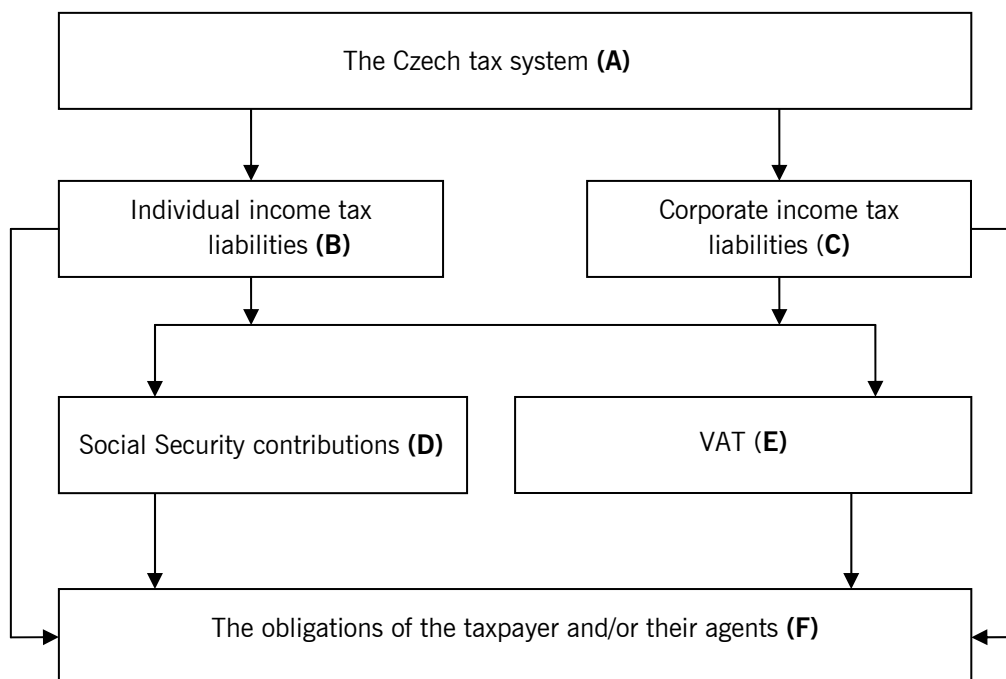 The Czech tax system (A)
Individual income tax
liabilities (B)
Corporate income tax
liabilities (C)
Social Security contributions (D)
VAT (E)
The obligations of the taxpayer and/or their agents (F)